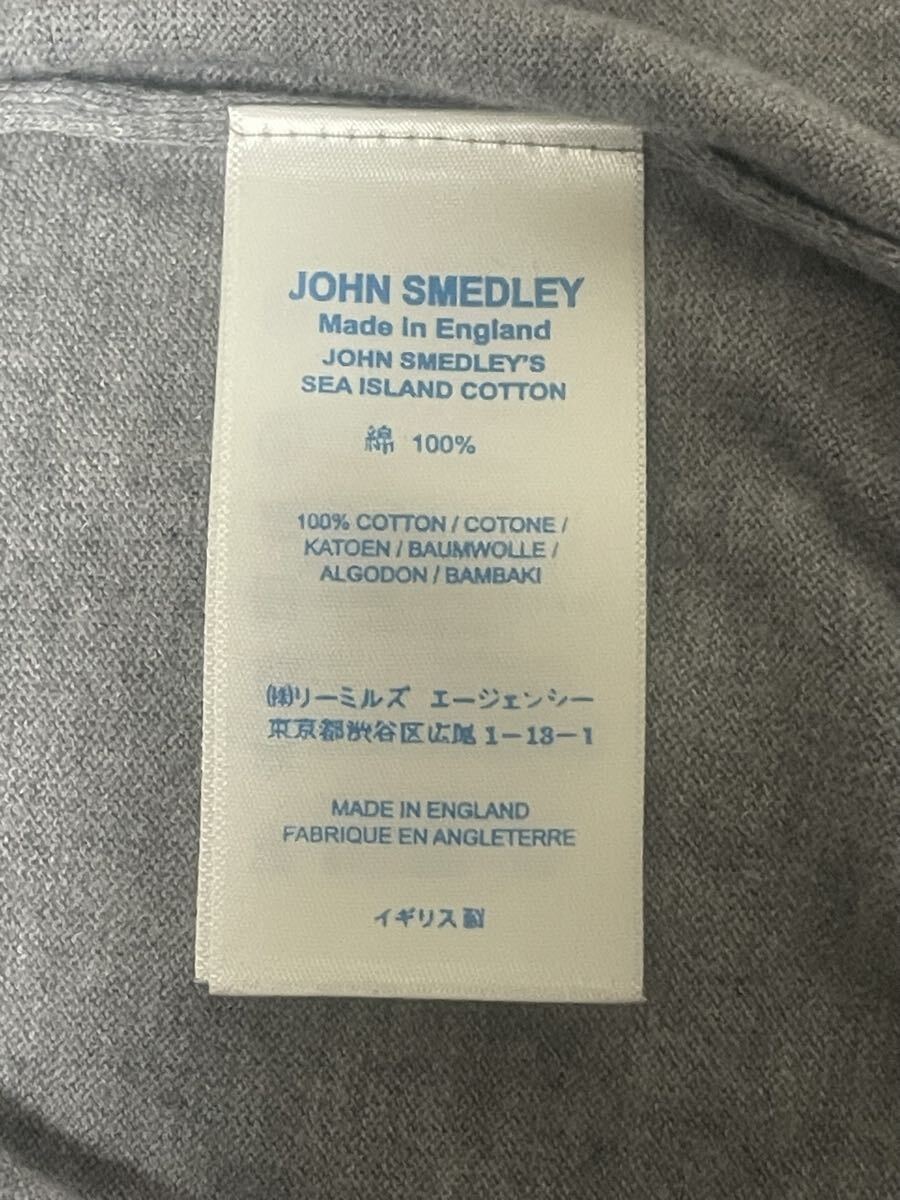 JOHN SMEDLEY
Made in England
JOHN SMEDLEY'S
SEA ISLAND COTTON
綿 100%
100% COTTON / COTONE /
KATOEN / BAUMWOLLE /
ALGODON / BAMBAKI
㈱リーミルズ エージェンシー
東京都渋谷区広尾1-13-1
MADE IN ENGLAND
FABRIQUE EN ANGLETERRE
イギリス製